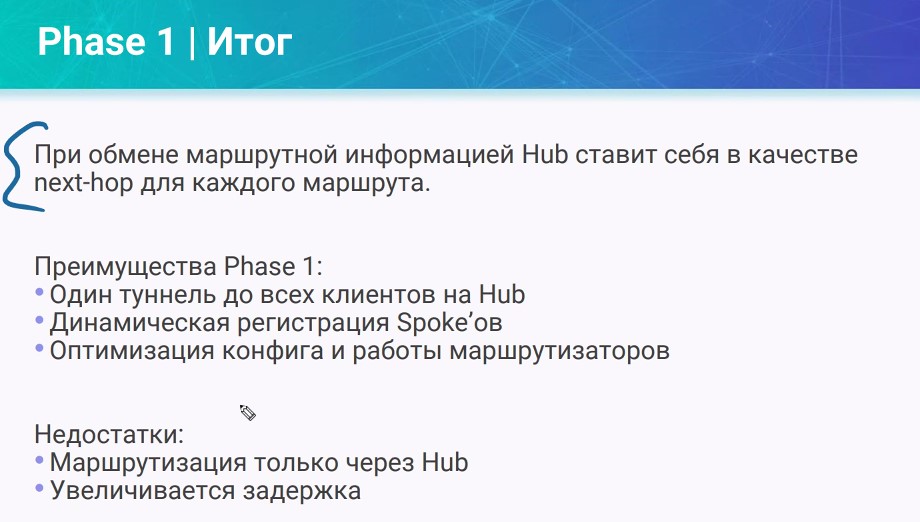 Phase 1 | Итог
При обмене маршрутной информацией Hub ставит себя в качестве
next-hop для каждого маршрута.
Преимущества Phase 1:
• Один туннель до всех клиентов на Hub
• Динамическая регистрация Spoke’ов
• Оптимизация конфига и работы маршрутизаторов
Недостатки:
• Маршрутизация только через Hub
• Увеличивается задержка